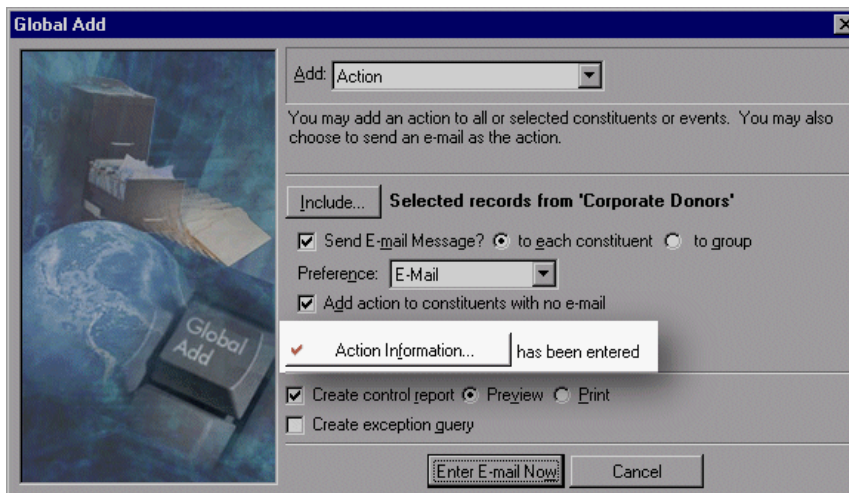 Global Add
Add: Action
You may add an action to all or selected constituents or events. You may also
choose to send an e-mail as the action.
Include... Selected records from 'Corporate Donors'
Send E-mail Message? to each constituent to group
Preference: E-Mail
Add action to constituents with no e-mail
Action Information... has been entered
Create control report Preview Print
Create exception query
Enter E-mail Now Cancel
Global
Add